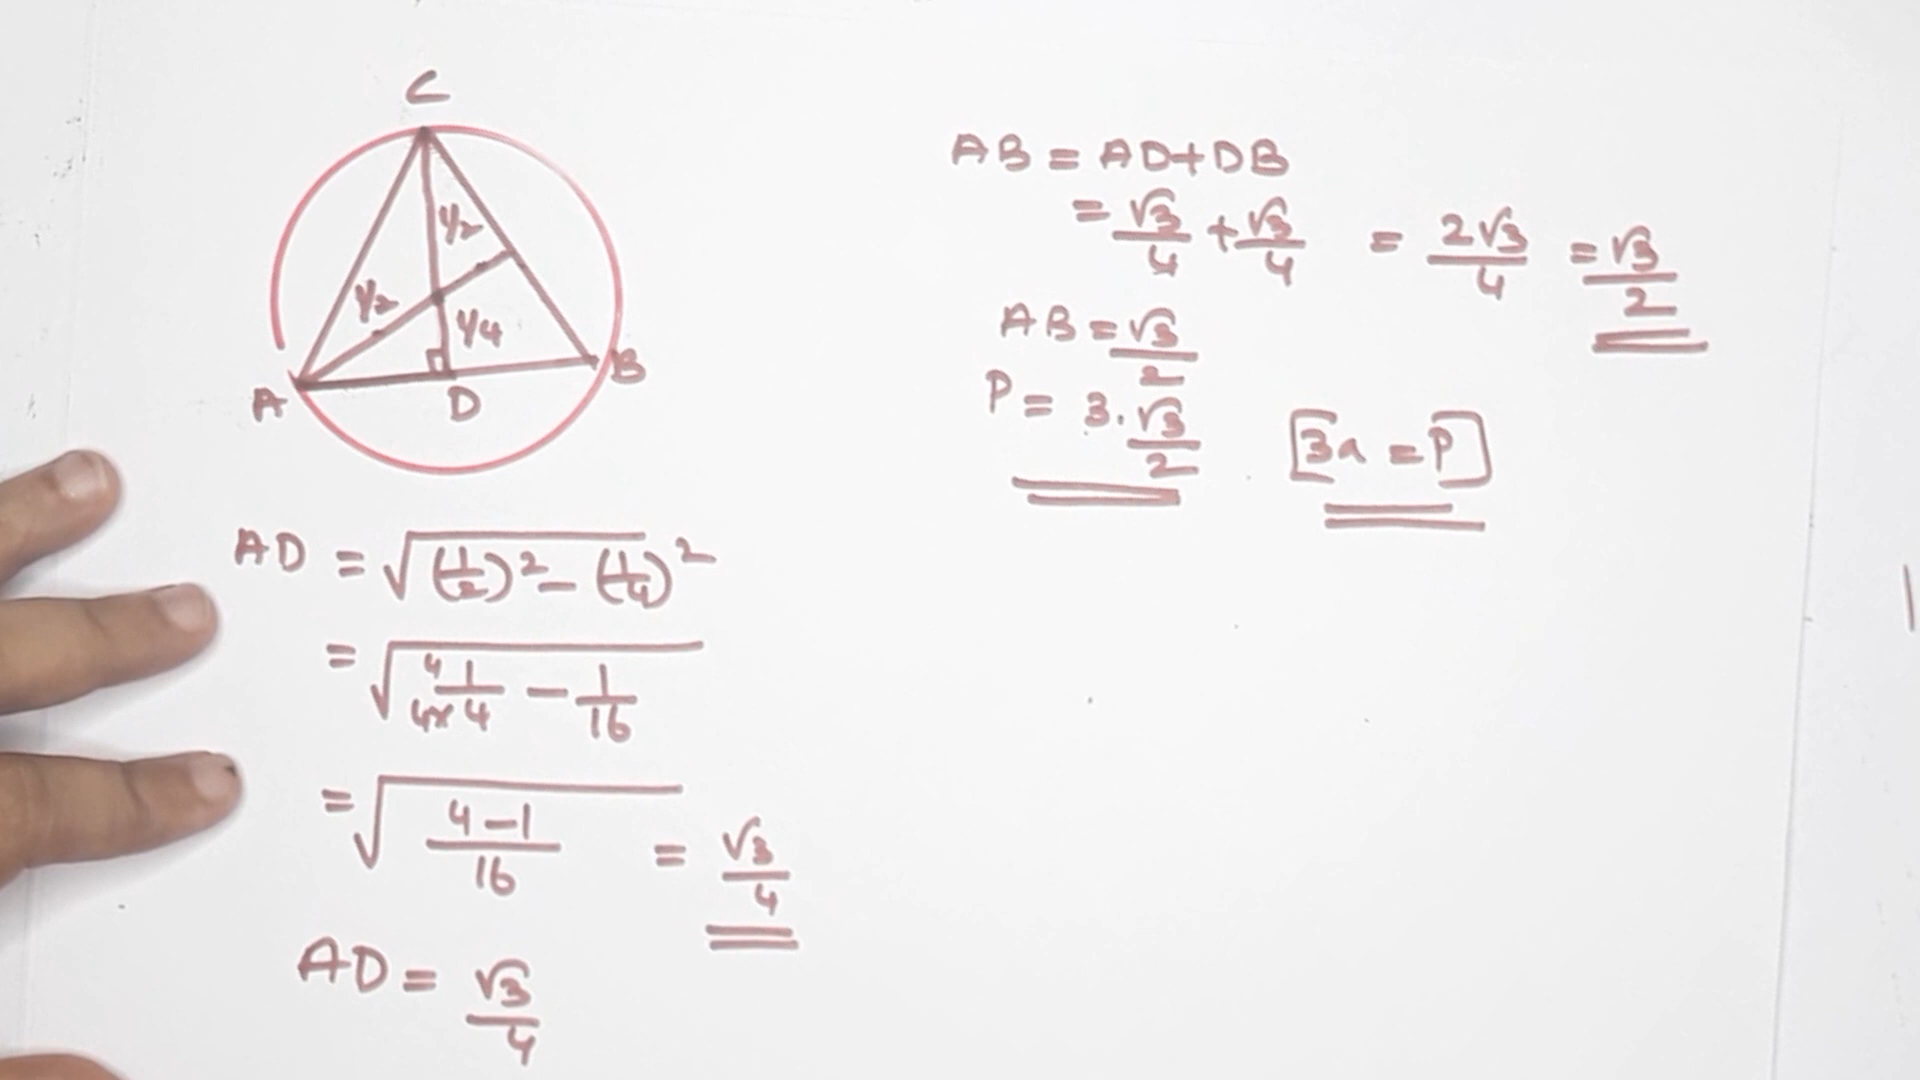 C
1/2
1/2
1/4
A
D
B
AD = √(1/2)² - (1/4)²
= √4 1/4×4 - 1/16
= √4-1/16 = √3/4
AD = √3/4
AB = AD+DB
= √3/4 + √3/4 = 2√3/4 = √3/2
AB = √3/2
P = 3.√3/2 [3a = P]